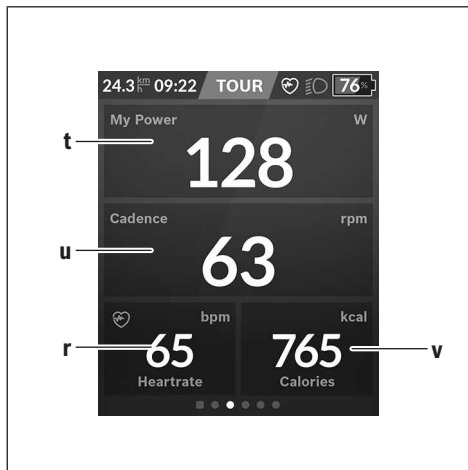 24.3 km/h 09:22 TOUR 76%
My Power W
t
128
Cadence rpm
u
63
bpm kcal
r 65 765 v
Heartrate Calories